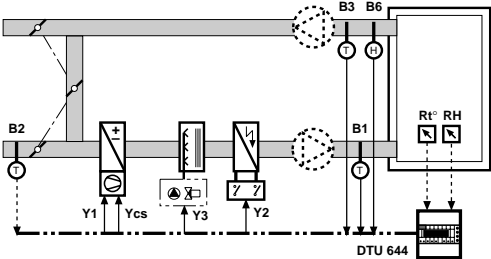 B3 B6
T H
Rt° RH
B2
B1
+
−
T
T
Y1 Ycs Y3 Y2
DTU 644